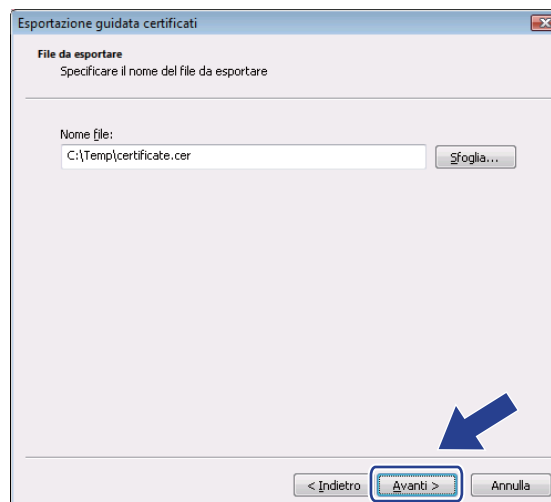 Esportazione guidata certificati
File da esportare
Specificare il nome del file da esportare
Nome file:
C:\Temp\certificate.cer
Sfoglia...
< Indietro
Avanti >
Annulla